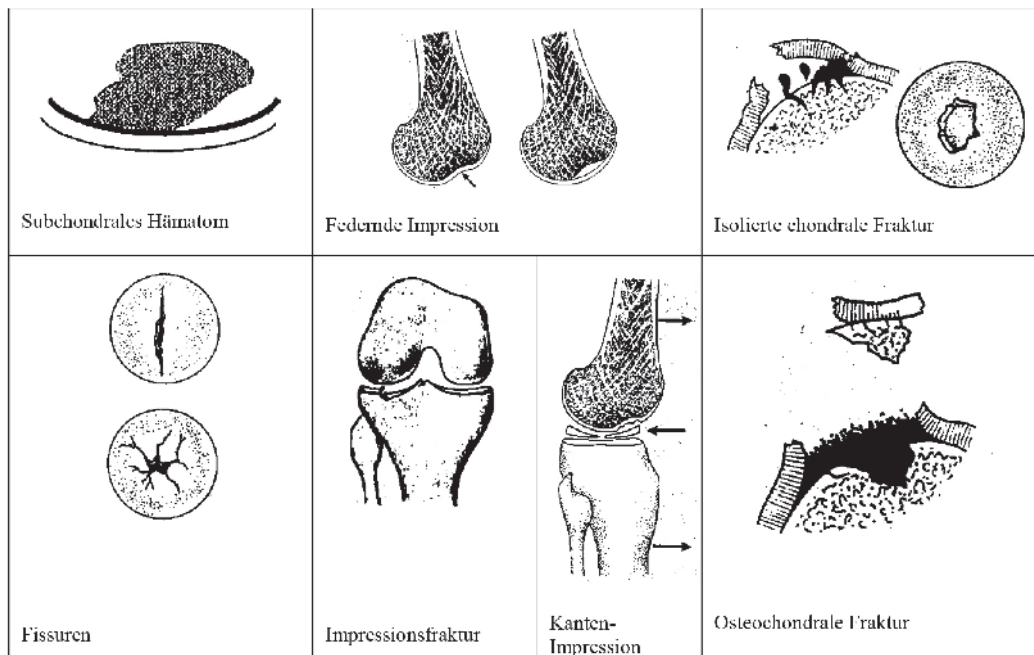 Subchondrales Hämatom
Federnde Impression
Isolierte chondrale Fraktur
Fissuren
Impressionsfraktur
Kanten-
Impression
Osteochondrale Fraktur